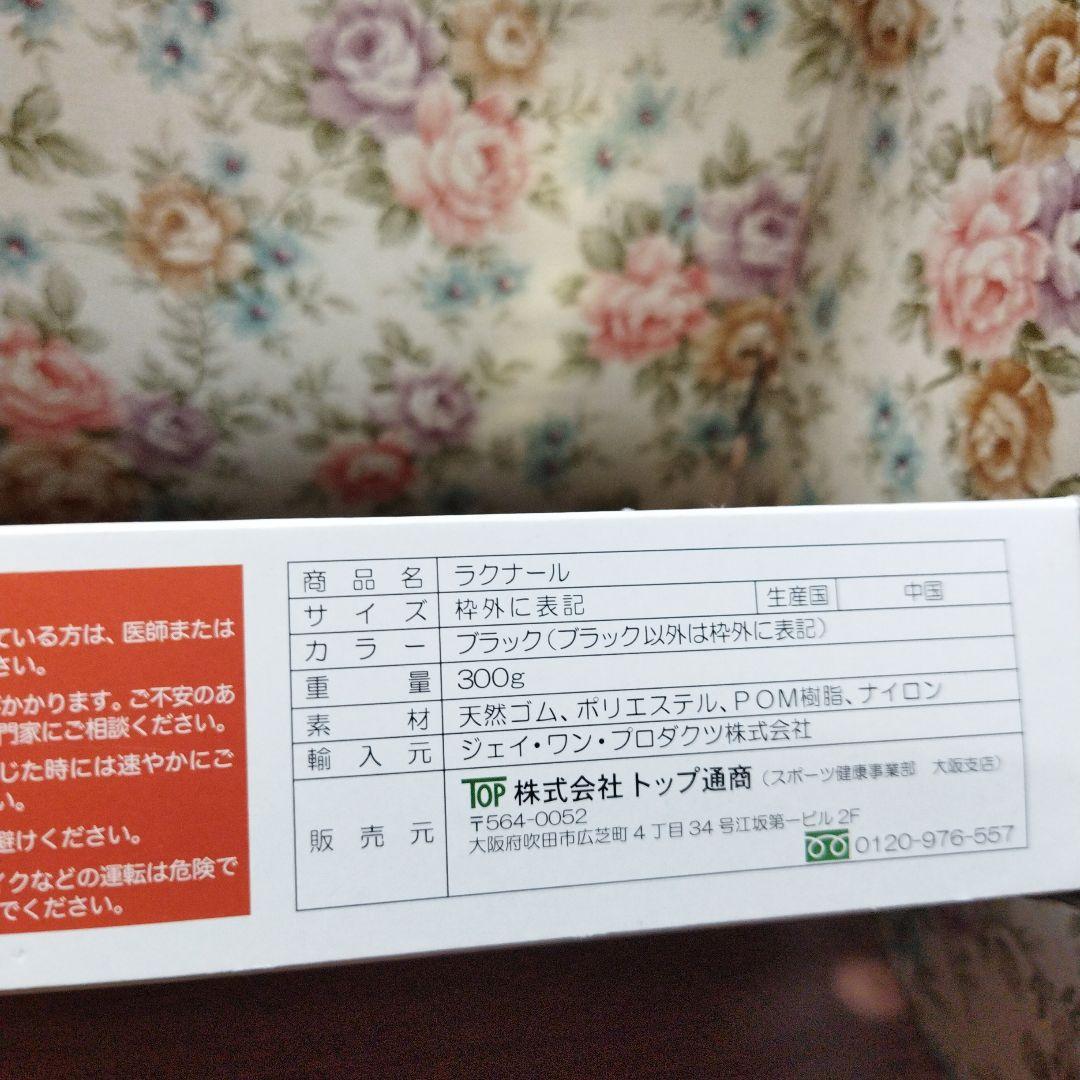 ている方は、医師または
さい。
がかかります。ご不安のあ
門家にご相談ください。
じた時には速やかにご
い。
避けください。
イクなどの運転は危険で
でください。
商品名 ラクナール
サイズ 枠外に表記 生産国 中国
カラー ブラック(ブラック以外は枠外に表記)
重量 300g
素材 天然ゴム、ポリエステル、POM樹脂、ナイロン
輸入元 ジェイ・ワン・プロダクツ株式会社
販売元 TOP 株式会社 トップ通商 (スポーツ健康事業部 大阪支店)
〒564-0052
大阪府吹田市広芝町4丁目34号江坂第一ビル2F
0120-976-557